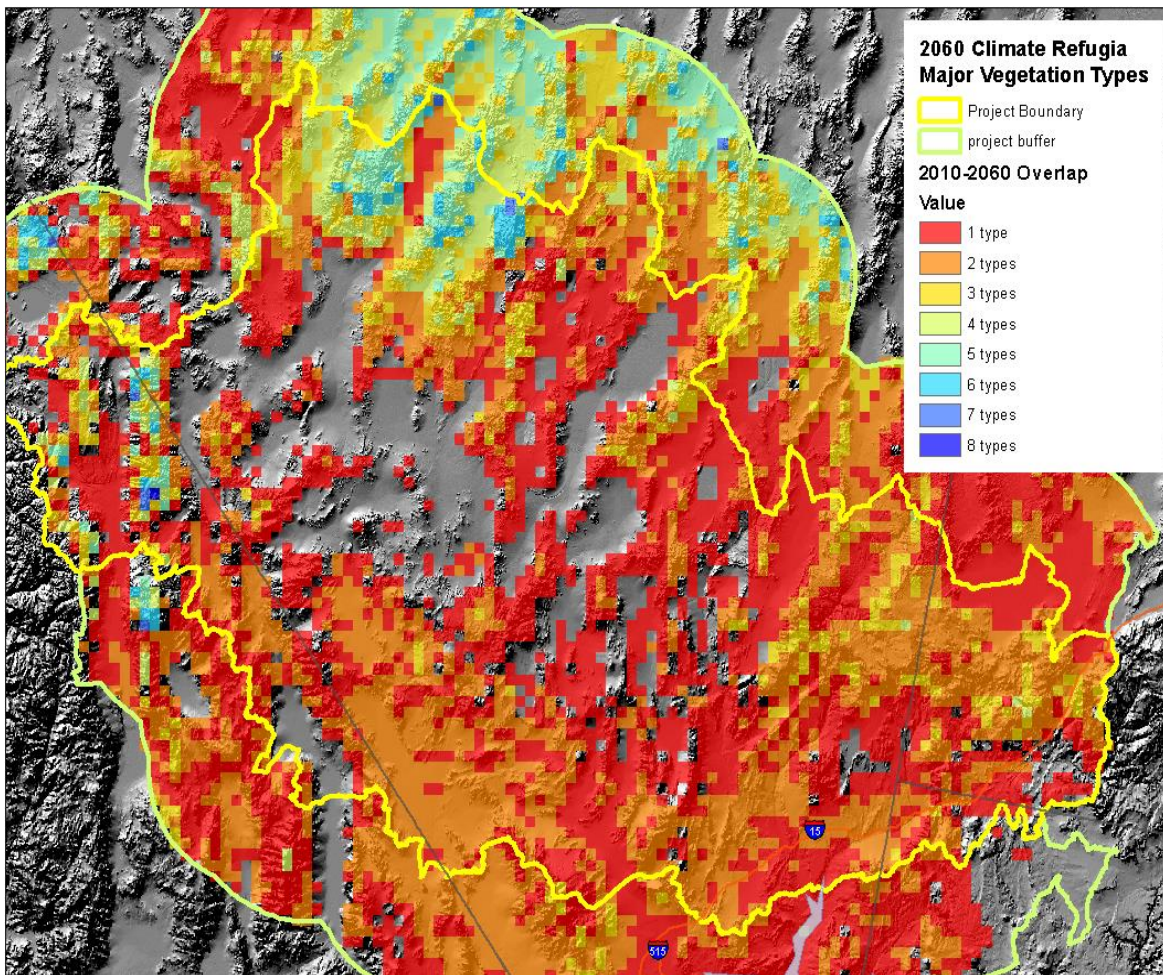 2060 Climate Refugia
Major Vegetation Types
Project Boundary
project buffer
2010-2060 Overlap
Value
1 type
2 types
3 types
4 types
5 types
6 types
7 types
8 types
15
515